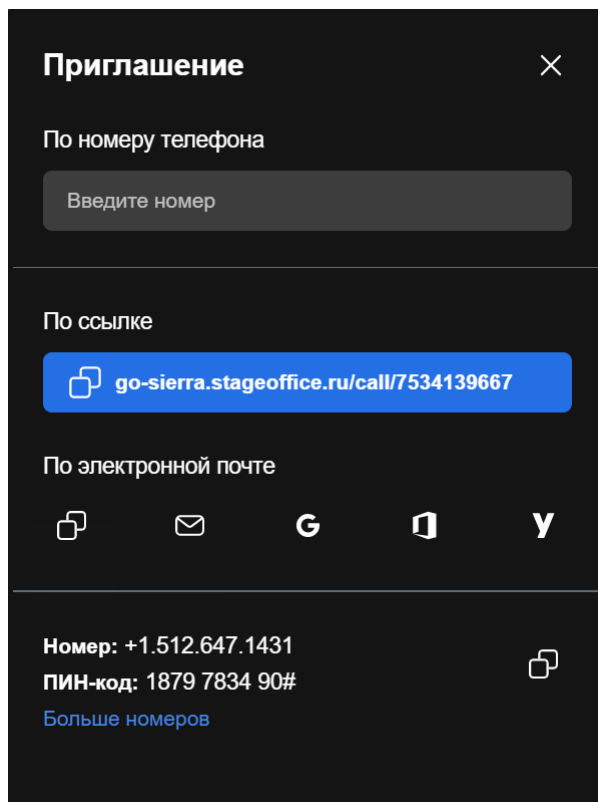 Приглашение
По номеру телефона
Введите номер
По ссылке
go-sierra.stageoffice.ru/call/7534139667
По электронной почте
Номер: +1.512.647.1431
ПИН-код: 1879 7834 90#
Больше номеров